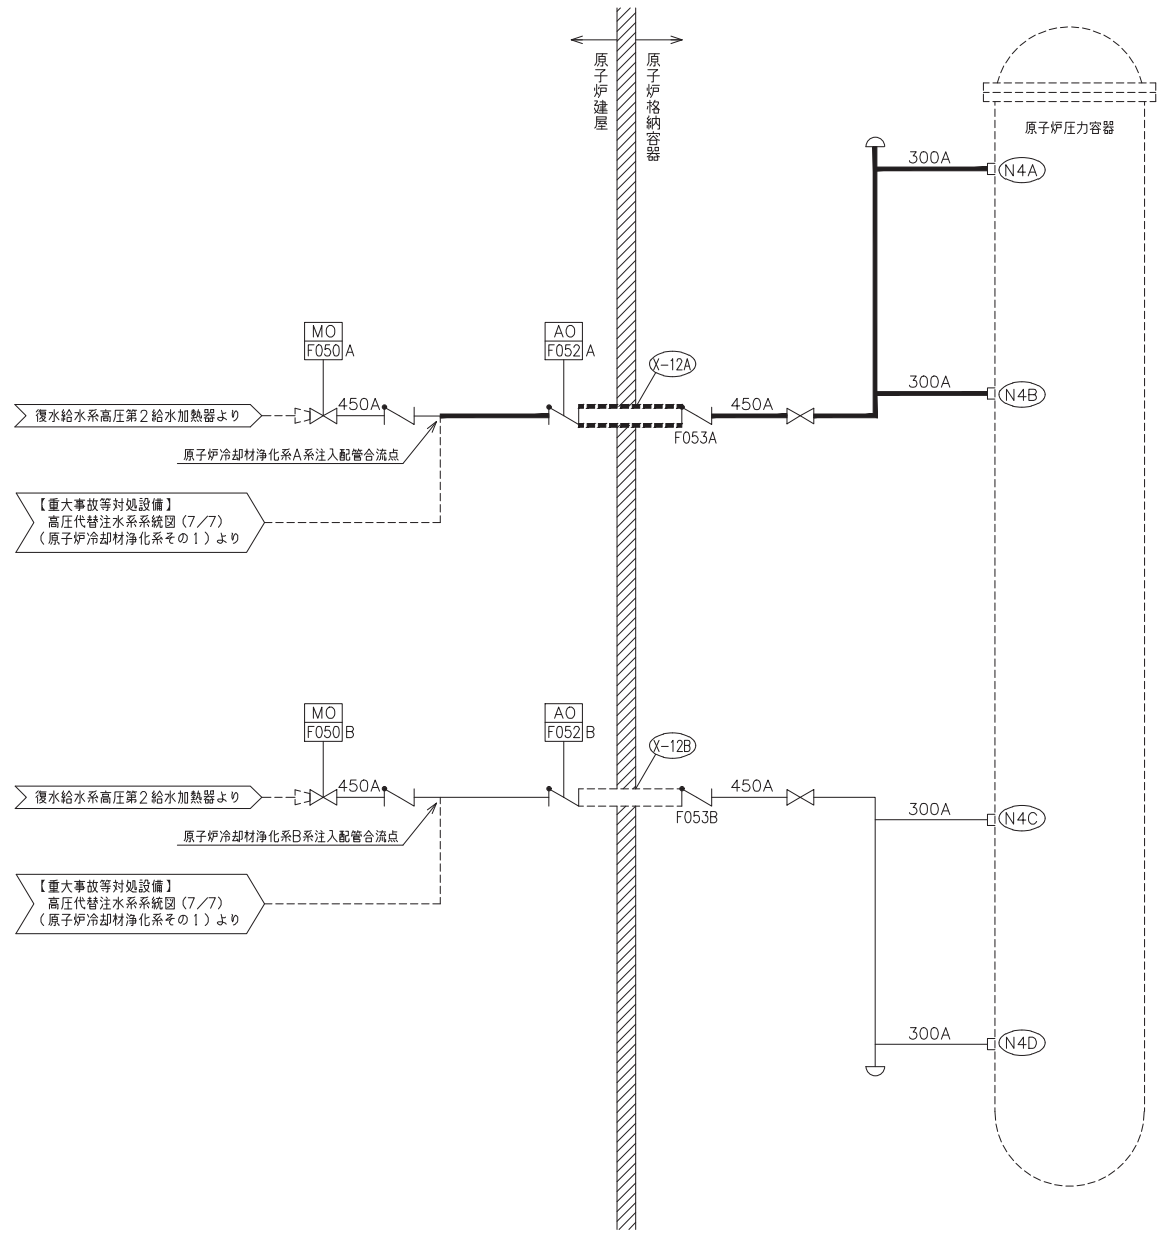 原子炉建屋
原子炉格納容器
原子炉圧力容器
300A
N4A
300A
N4B
MO
F050 A
AO
F052 A
X-12A
復水給水系高圧第2給水加熱器より
450A
450A
F053A
原子炉冷却材浄化系A系注入配管合流点
【重大事故等対処設備】
高圧代替注水系系統図(7/7)
(原子炉冷却材浄化系その1)より
MO
F050 B
AO
F052 B
X-12B
復水給水系高圧第2給水加熱器より
450A
450A
F053B
300A
N4C
原子炉冷却材浄化系B系注入配管合流点
【重大事故等対処設備】
高圧代替注水系系統図(7/7)
(原子炉冷却材浄化系その1)より
300A
N4D